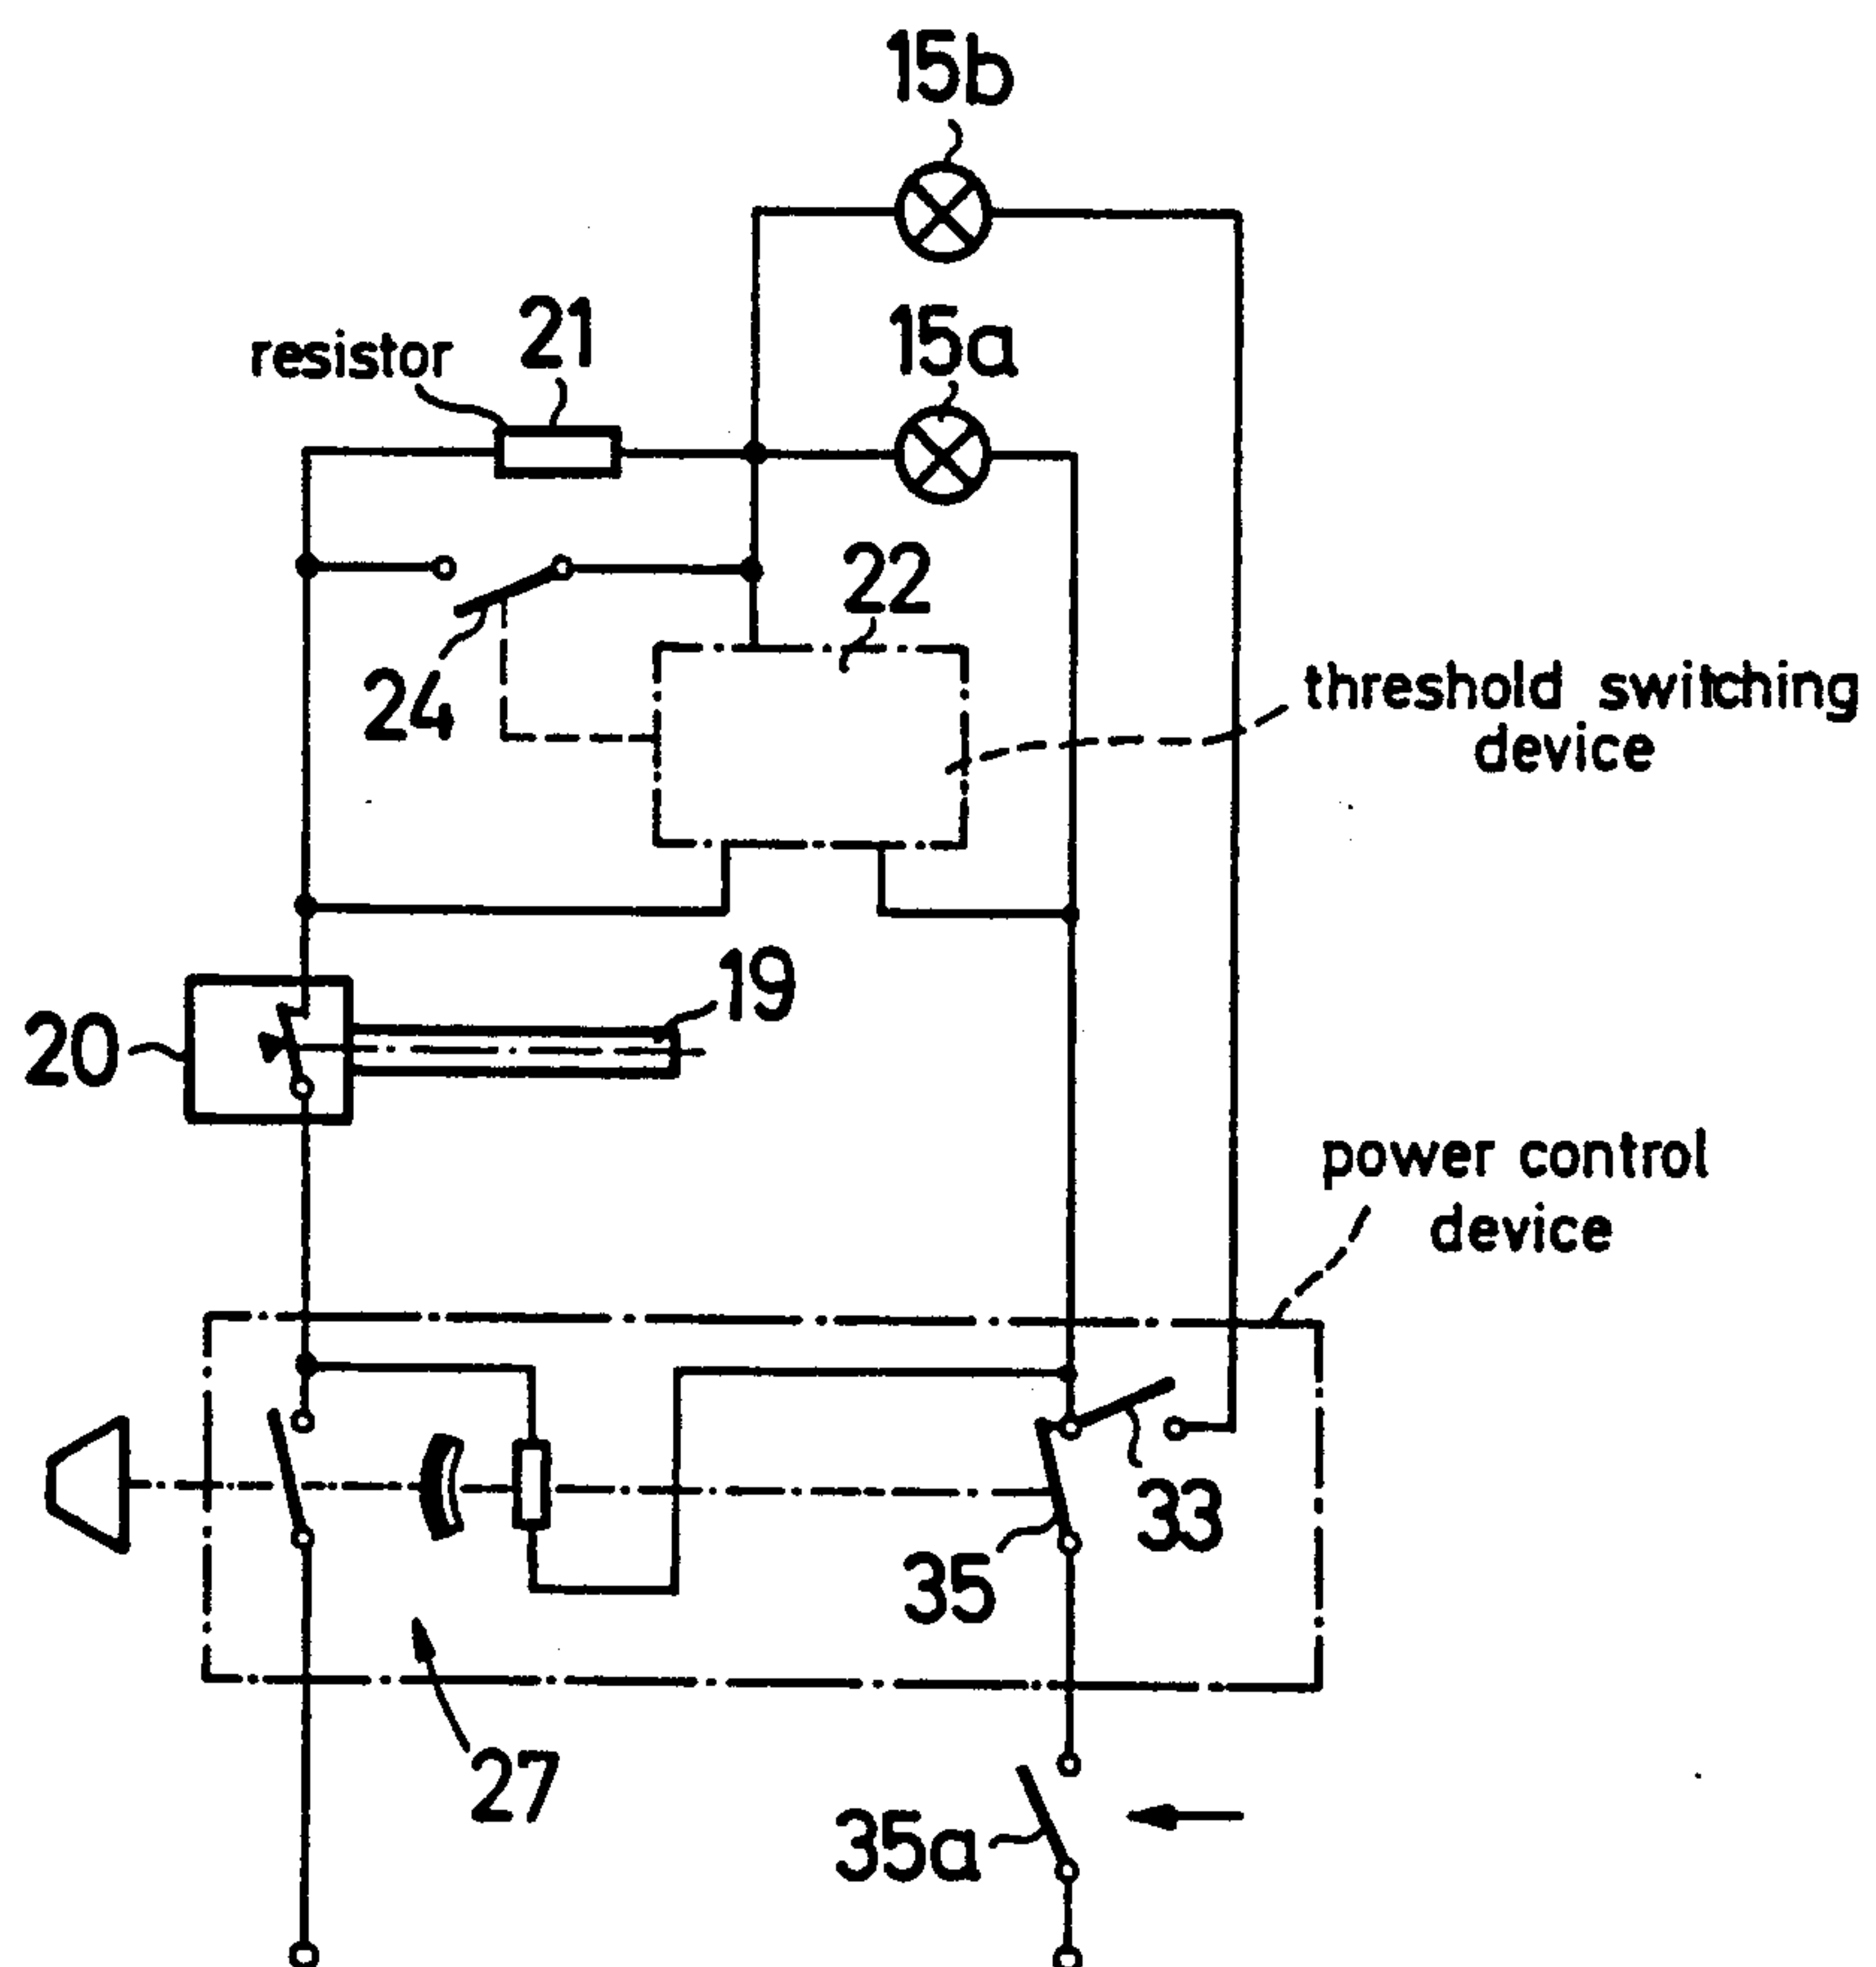 15b
15a
21
resistor
22
24
threshold switching
device
19
20
power control
device
33
35
27
35a